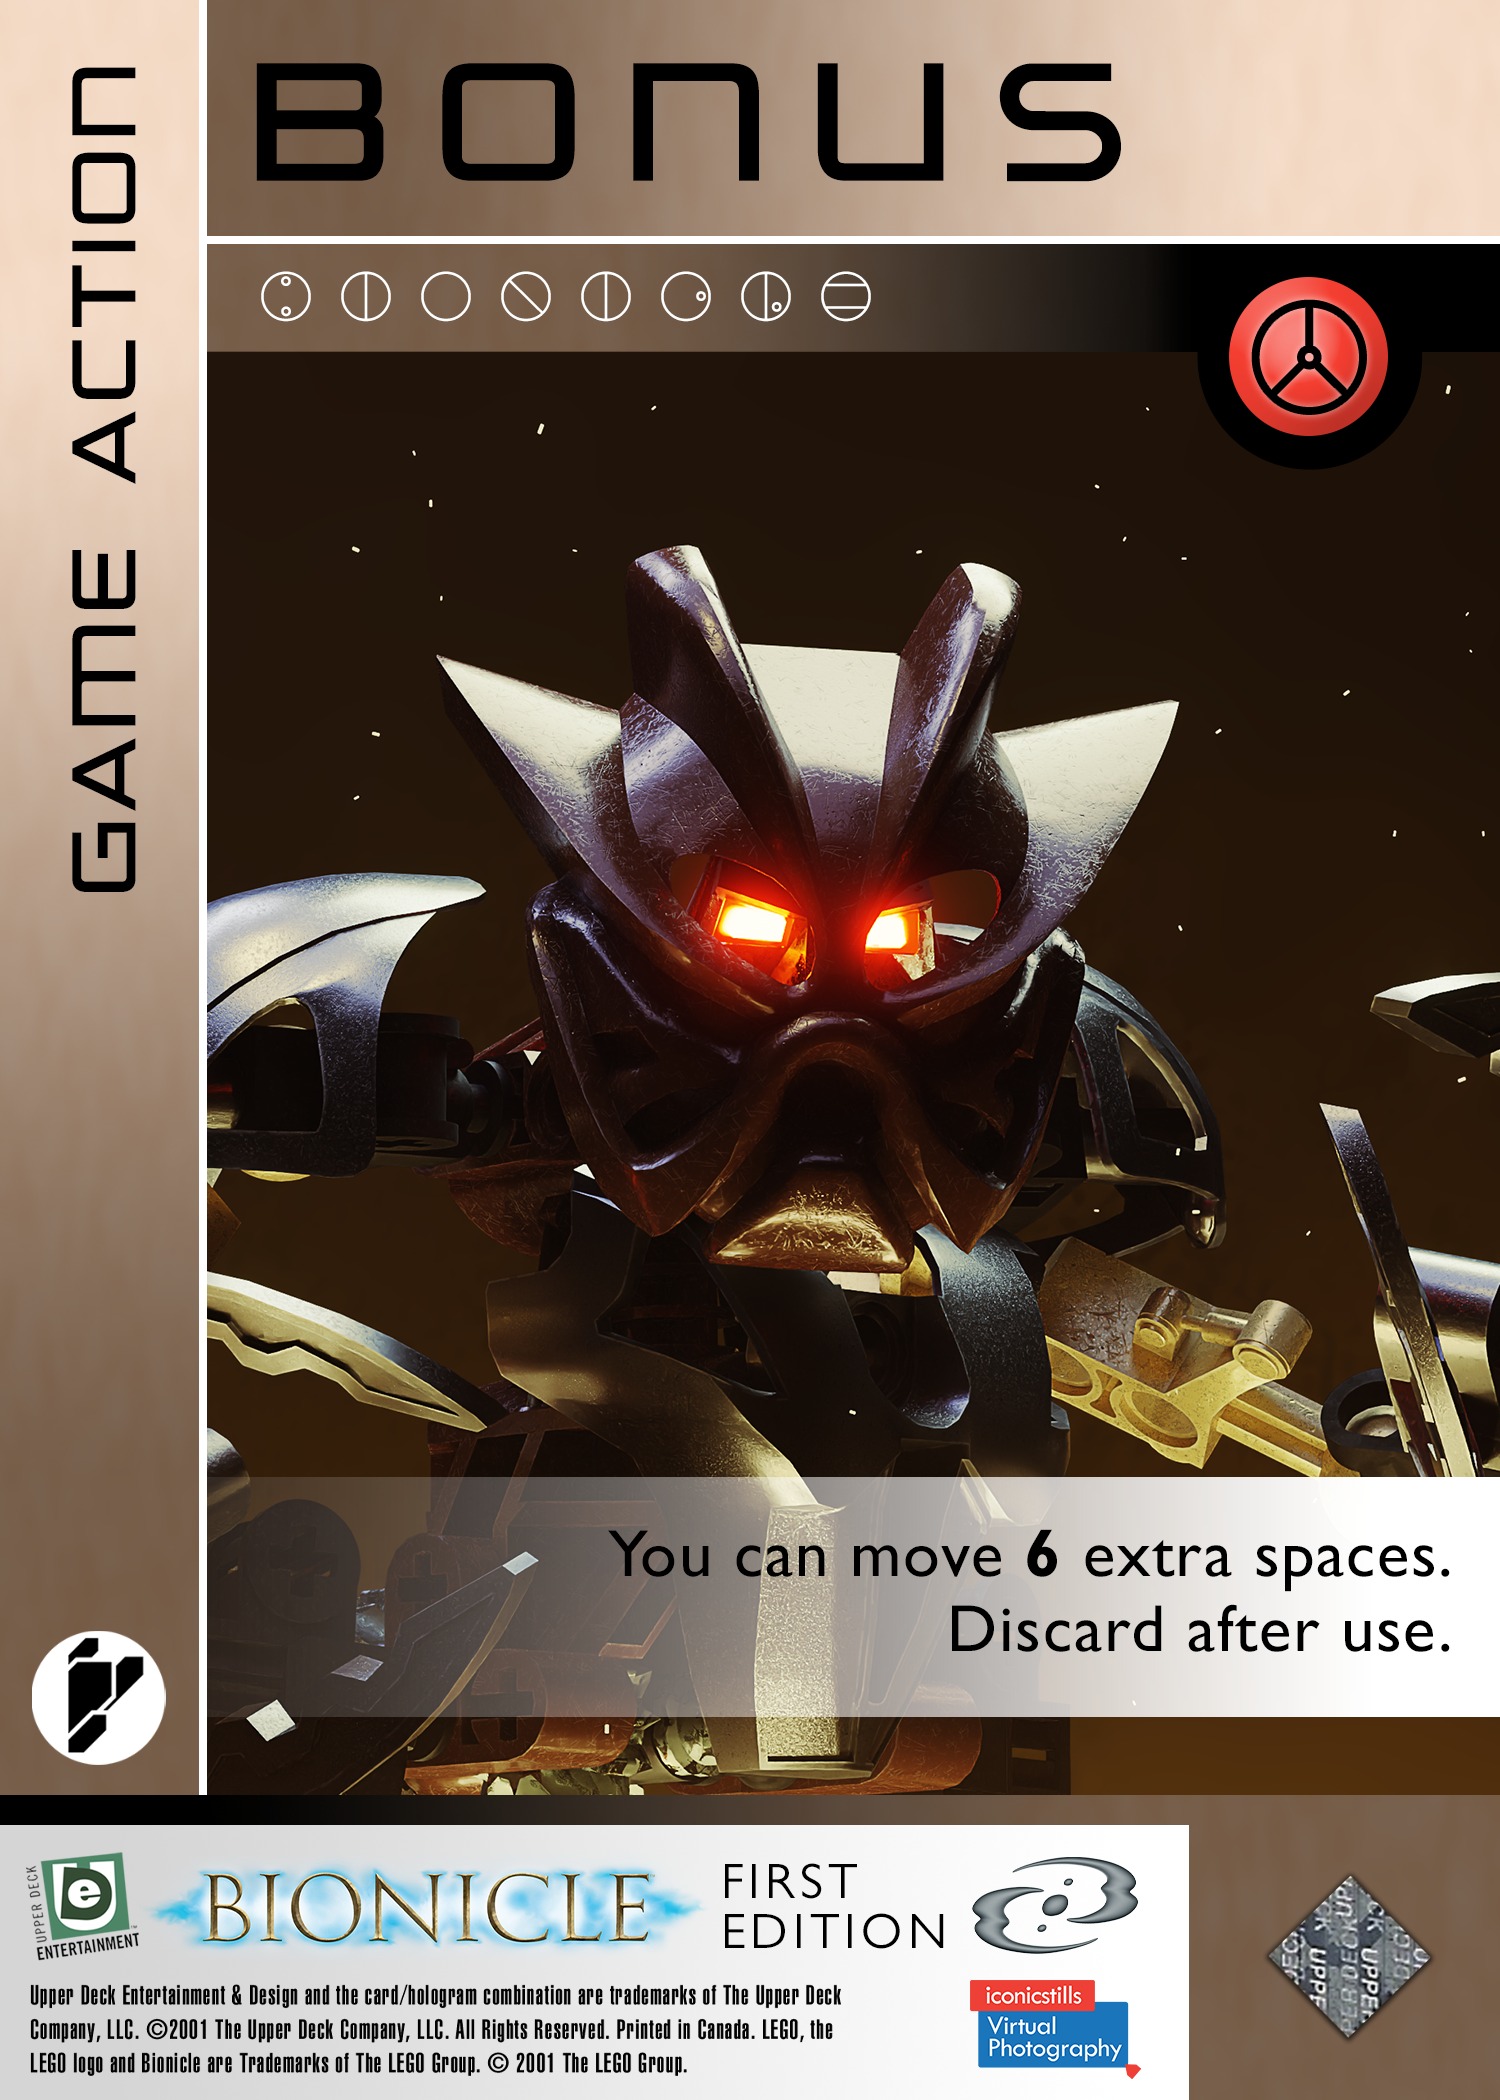 BONUS
GAME ACTION
You can move 6 extra spaces.
Discard after use.
UPPER DECK
e
ENTERTAINMENT
BIONICLE
FIRST
EDITION
Upper Deck Entertainment & Design and the card/hologram combination are trademarks of The Upper Deck
Company, LLC. ©2001 The Upper Deck Company, LLC. All Rights Reserved. Printed in Canada. LEGO, the
LEGO logo and Bionicle are Trademarks of The LEGO Group. © 2001 The LEGO Group.
iconicstills
Virtual
Photography